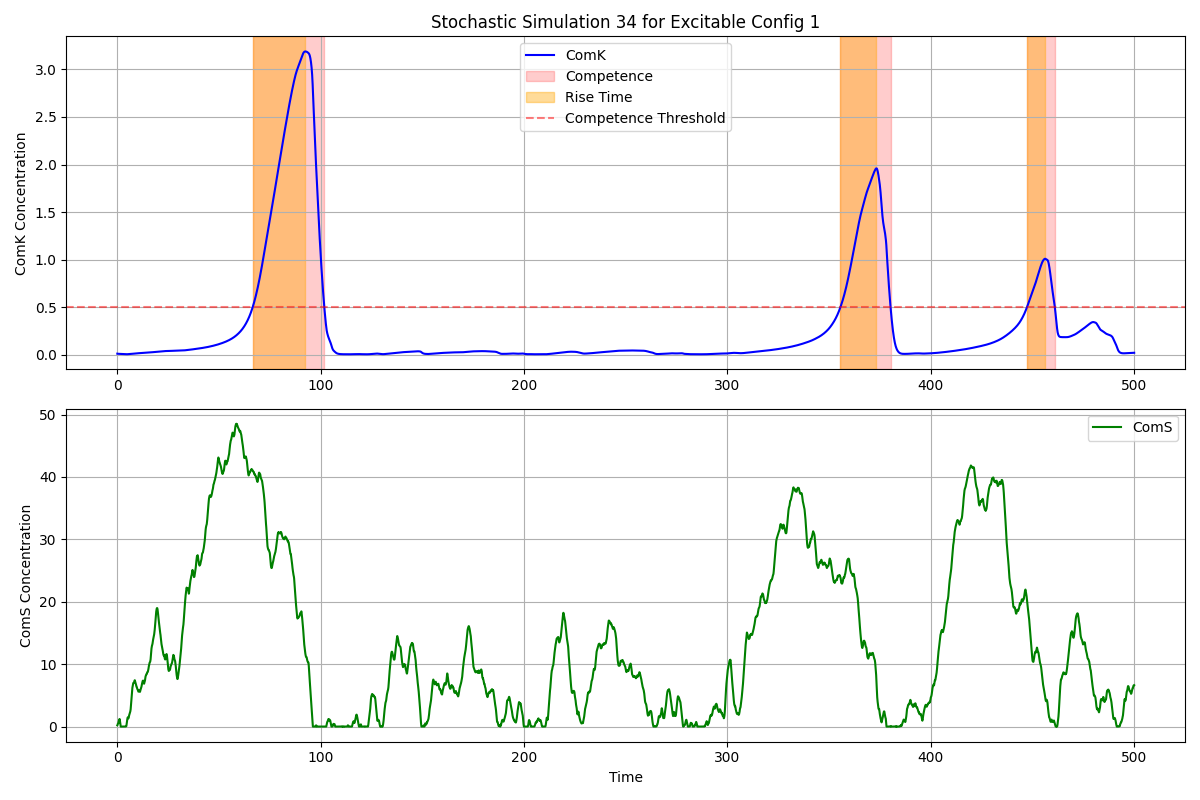 Stochastic Simulation 34 for Excitable Config 1
ComK Concentration
3.0
2.5
2.0
1.5
1.0
0.5
0.0
ComK
Competence
Rise Time
Competence Threshold
0 100 200 300 400 500
ComS Concentration
50
40
30
20
10
0
ComS
0 100 200 300 400 500
Time